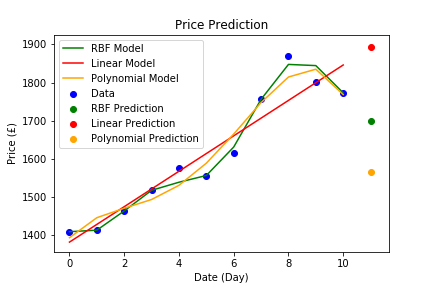 Price Prediction
Price (£)
1900
1800
1700
1600
1500
1400
RBF Model
Linear Model
Polynomial Model
Data
RBF Prediction
Linear Prediction
Polynomial Prediction
0 2 4 6 8 10
Date (Day)